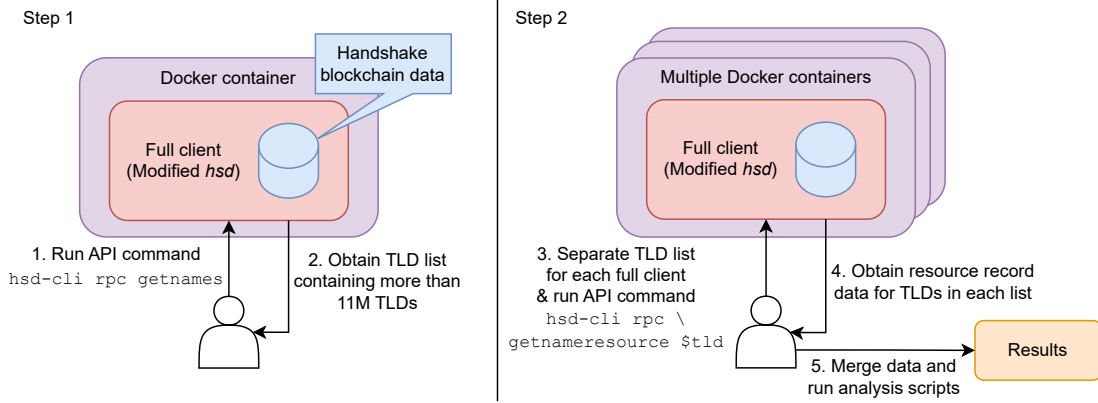 Step 1
Docker container
Handshake
blockchain data
Full client
(Modified hsd)
1. Run API command
hsd-cli rpc getnames
2. Obtain TLD list
containing more than
11M TLDs
Step 2
Multiple Docker containers
Full client
(Modified hsd)
3. Separate TLD list
for each full client
& run API command
hsd-cli rpc \
getnameresource $tld
4. Obtain resource record
data for TLDs in each list
5. Merge data and
run analysis scripts
Results